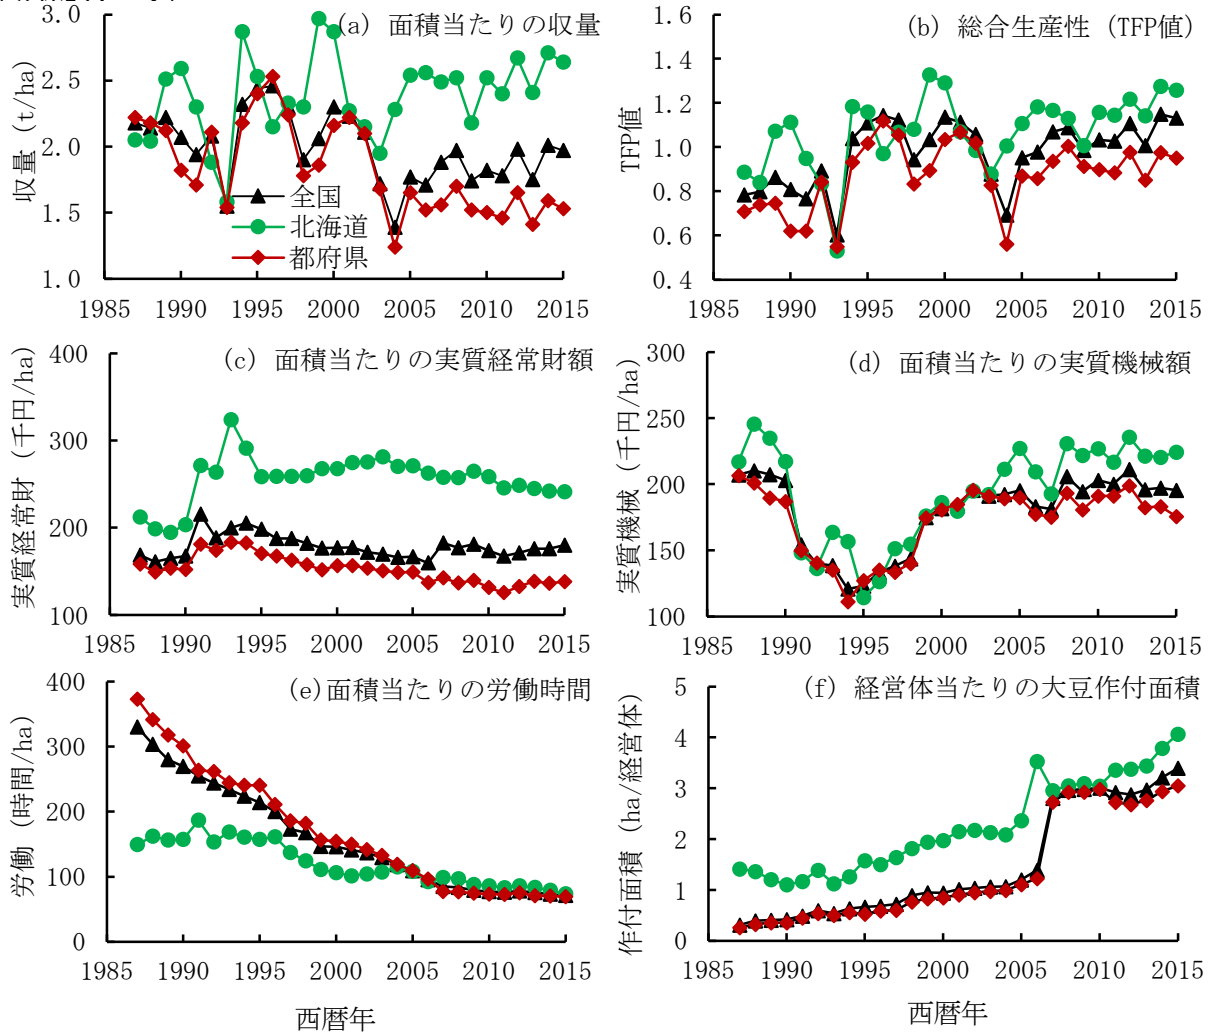 (a) 面積当たりの収量
3.0
2.5
2.0
1.5
1.0
収量 (t/ha)
全国
北海道
都府県
1985 1990 1995 2000 2005 2010 2015
(b) 総合生産性 (TFP値)
1.6
1.4
1.2
1.0
0.8
0.6
0.4
TFP値
1985 1990 1995 2000 2005 2010 2015
(c) 面積当たりの実質経常財額
400
300
200
100
実質経常財 (千円/ha)
1985 1990 1995 2000 2005 2010 2015
(d) 面積当たりの実質機械額
300
250
200
150
100
実質機械 (千円/ha)
1985 1990 1995 2000 2005 2010 2015
(e)面積当たりの労働時間
400
300
200
100
0
労働 (時間/ha)
1985 1990 1995 2000 2005 2010 2015
西暦年
(f) 経営体当たりの大豆作付面積
5
4
3
2
1
0
作付面積 (ha/経営体)
1985 1990 1995 2000 2005 2010 2015
西暦年